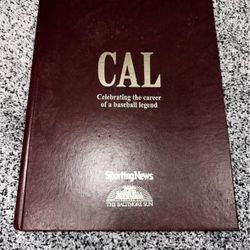 CAL
Celebrating the career
of a baseball legend
Sporting News
THE BALTIMORE SUN